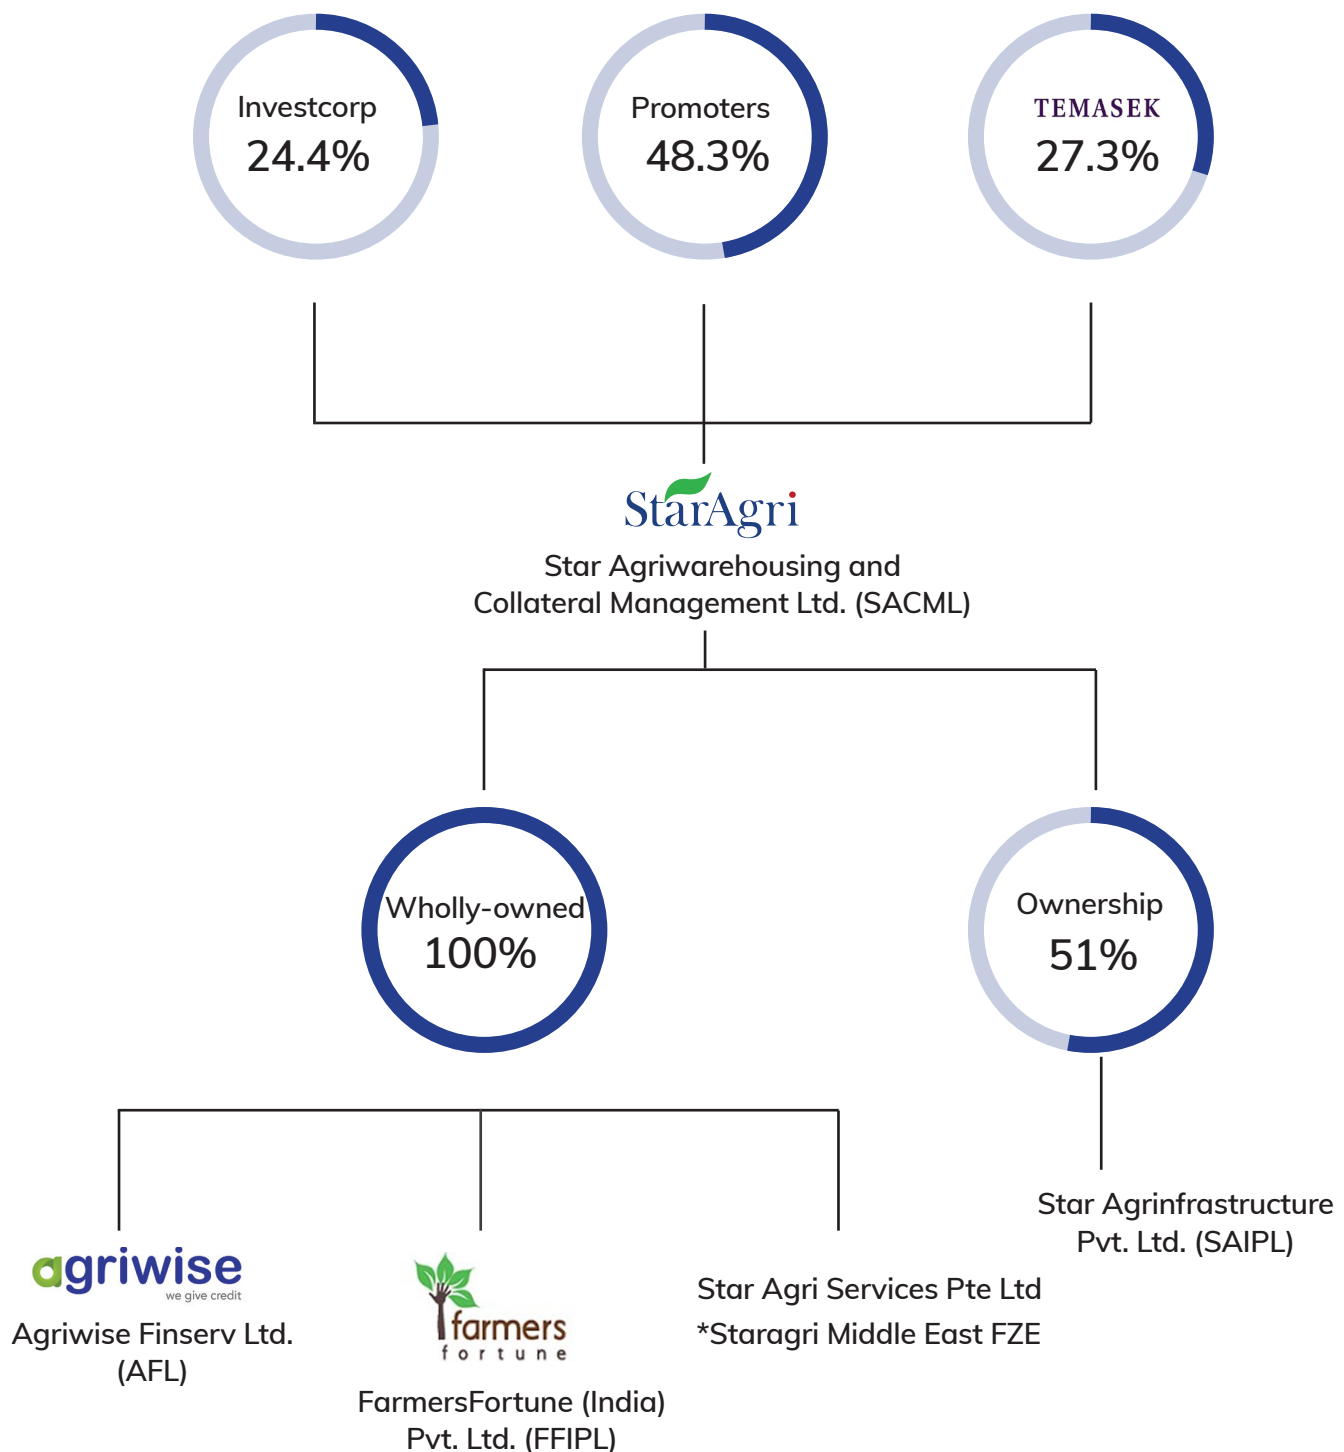 Investcorp
24.4%
Promoters
48.3%
TEMASEK
27.3%
StarAgri
Star Agriwarehousing and
Collateral Management Ltd. (SACML)
Wholly-owned
100%
Ownership
51%
agriwise
we give credit
Agriwise Finserv Ltd.
(AFL)
farmers
fortune
FarmersFortune (India)
Pvt. Ltd. (FFIPL)
Star Agri Services Pte Ltd
*Staragri Middle East FZE
Star Agrinfrastructure
Pvt. Ltd. (SAIPL)